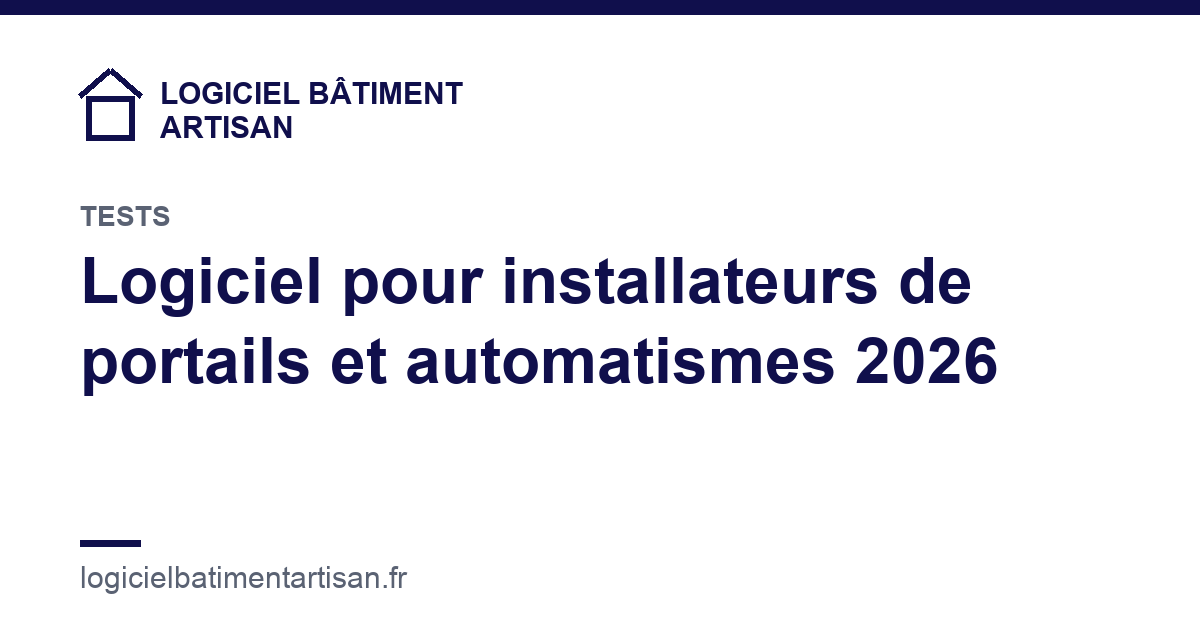 LOGICIEL BÂTIMENT
ARTISAN
TESTS
Logiciel pour installateurs de
portails et automatismes 2026
logicielbatimentartisan.fr